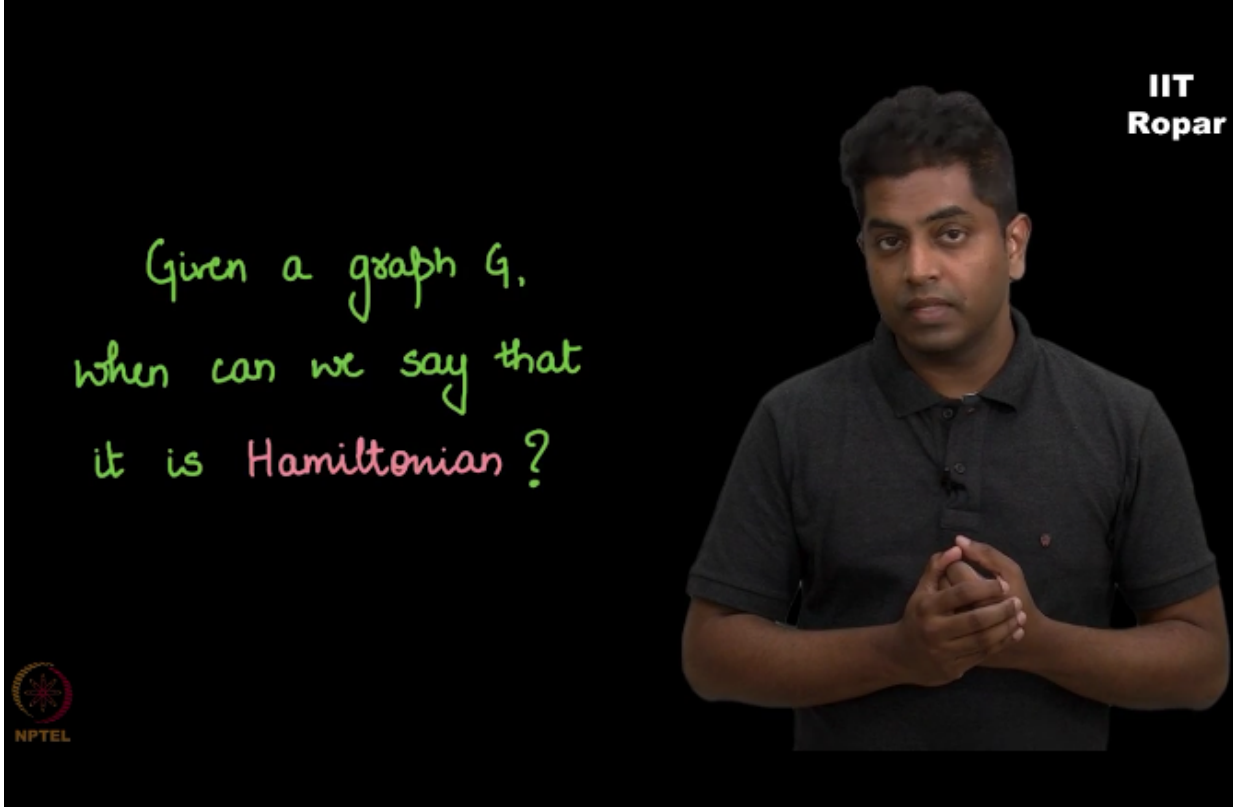 IIT
Ropar
Given a graph G,
when can we say that
it is Hamiltonian ?
NPTEL